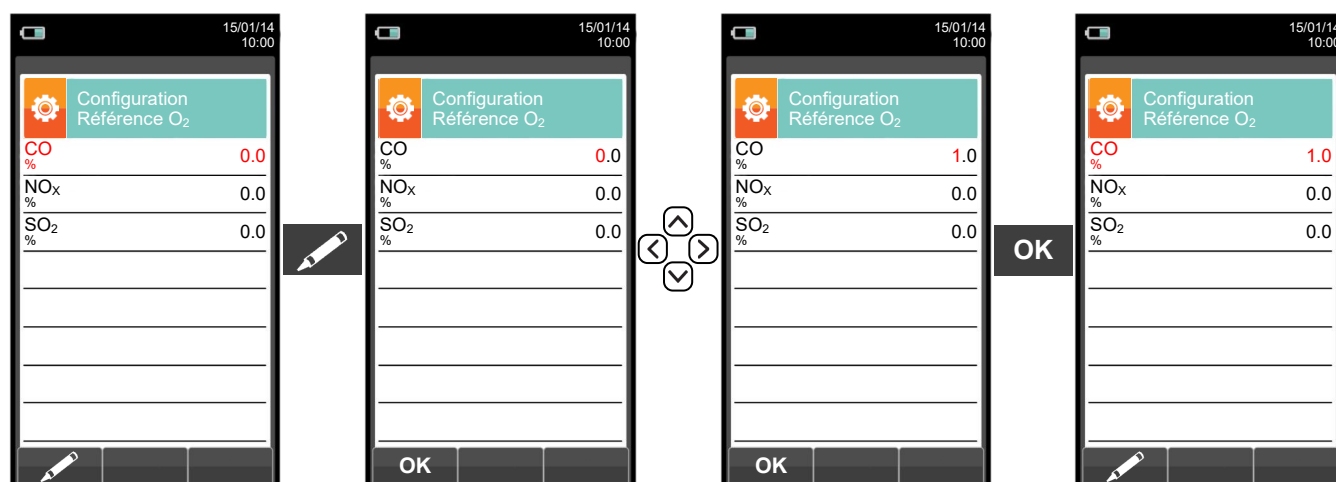 15/01/14
10:00
Configuration
Référence O₂
CO
%
0.0
NOX
%
0.0
SO₂
%
0.0
15/01/14
10:00
Configuration
Référence O₂
CO
%
0.0
NOX
%
0.0
SO₂
%
0.0
OK
15/01/14
10:00
Configuration
Référence O₂
CO
%
1.0
NOX
%
0.0
SO₂
%
0.0
OK
OK
15/01/14
10:00
Configuration
Référence O₂
CO
%
1.0
NOX
%
0.0
SO₂
%
0.0